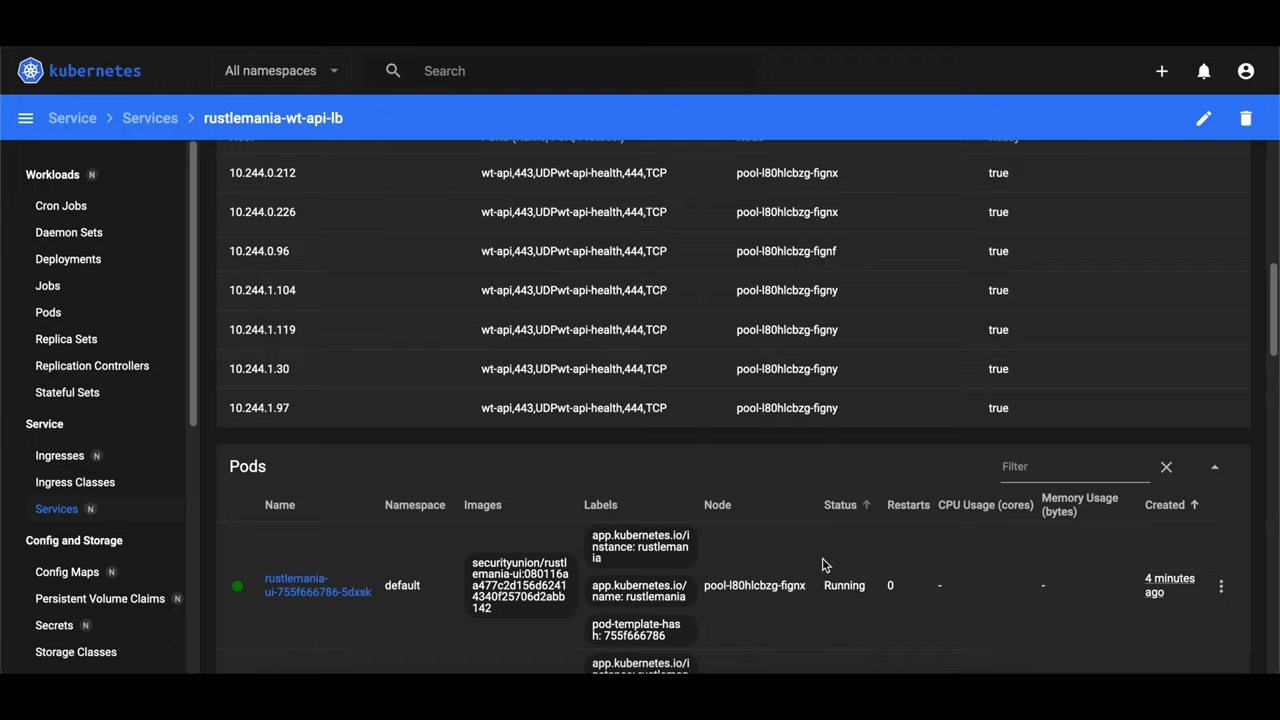 kubernetes
All namespaces
Search
Service
Services
rustlemania-wt-api-lb
Workloads N
Cron Jobs
Daemon Sets
Deployments
Jobs
Pods
Replica Sets
Replication Controllers
Stateful Sets
Service
Ingresses N
Ingress Classes
Services N
Config and Storage
Config Maps N
Persistent Volume Claims N
Secrets N
Storage Classes
10.244.0.212 wt-api,443,UDPwt-api-health,444,TCP pool-l80hlcbzg-fignx true
10.244.0.226 wt-api,443,UDPwt-api-health,444,TCP pool-l80hlcbzg-fignx true
10.244.0.96 wt-api,443,UDPwt-api-health,444,TCP pool-l80hlcbzg-fignf true
10.244.1.104 wt-api,443,UDPwt-api-health,444,TCP pool-l80hlcbzg-figny true
10.244.1.119 wt-api,443,UDPwt-api-health,444,TCP pool-l80hlcbzg-figny true
10.244.1.30 wt-api,443,UDPwt-api-health,444,TCP pool-l80hlcbzg-figny true
10.244.1.97 wt-api,443,UDPwt-api-health,444,TCP pool-l80hlcbzg-figny true
Pods
Filter
Name Namespace Images Labels Node Status Restarts CPU Usage (cores) Memory Usage
(bytes) Created
rustlemania-
ui-755f666786-5dxsk
default
securityunion/rustl
emania-ui:080116a
a477c2d156d6241
4340f25706d2abb
142
app.kubernetes.io/i
nstance: rustleman
ia
app.kubernetes.io/
name: rustlemania
pod-template-has
h: 755f666786
pool-l80hlcbzg-fignx
Running
0
-
-
4 minutes
ago
app.kubernetes.io/i